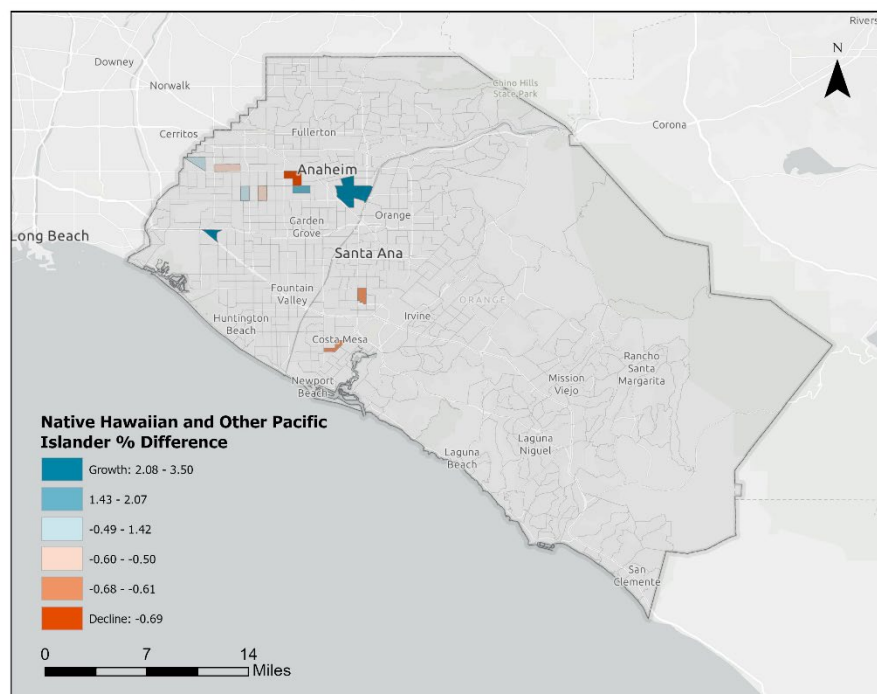 Downey
Norwalk
Cerritos
Long Beach
Fullerton
Anaheim
Garden
Grove
Orange
Santa Ana
Fountain
Valley
Huntington
Beach
Costa Mesa
Newport
Beach
Irvine
ORANGE
Chino Hills
State Park
Corona
Rivers
N
Rancho
Santa
Margarita
Mission
Viejo
Laguna
Niguel
Laguna
Beach
San
Clemente
Native Hawaiian and Other Pacific
Islander % Difference
Growth: 2.08 - 3.50
1.43 - 2.07
-0.49 - 1.42
-0.60 - -0.50
-0.68 - -0.61
Decline: -0.69
0 7 14
Miles